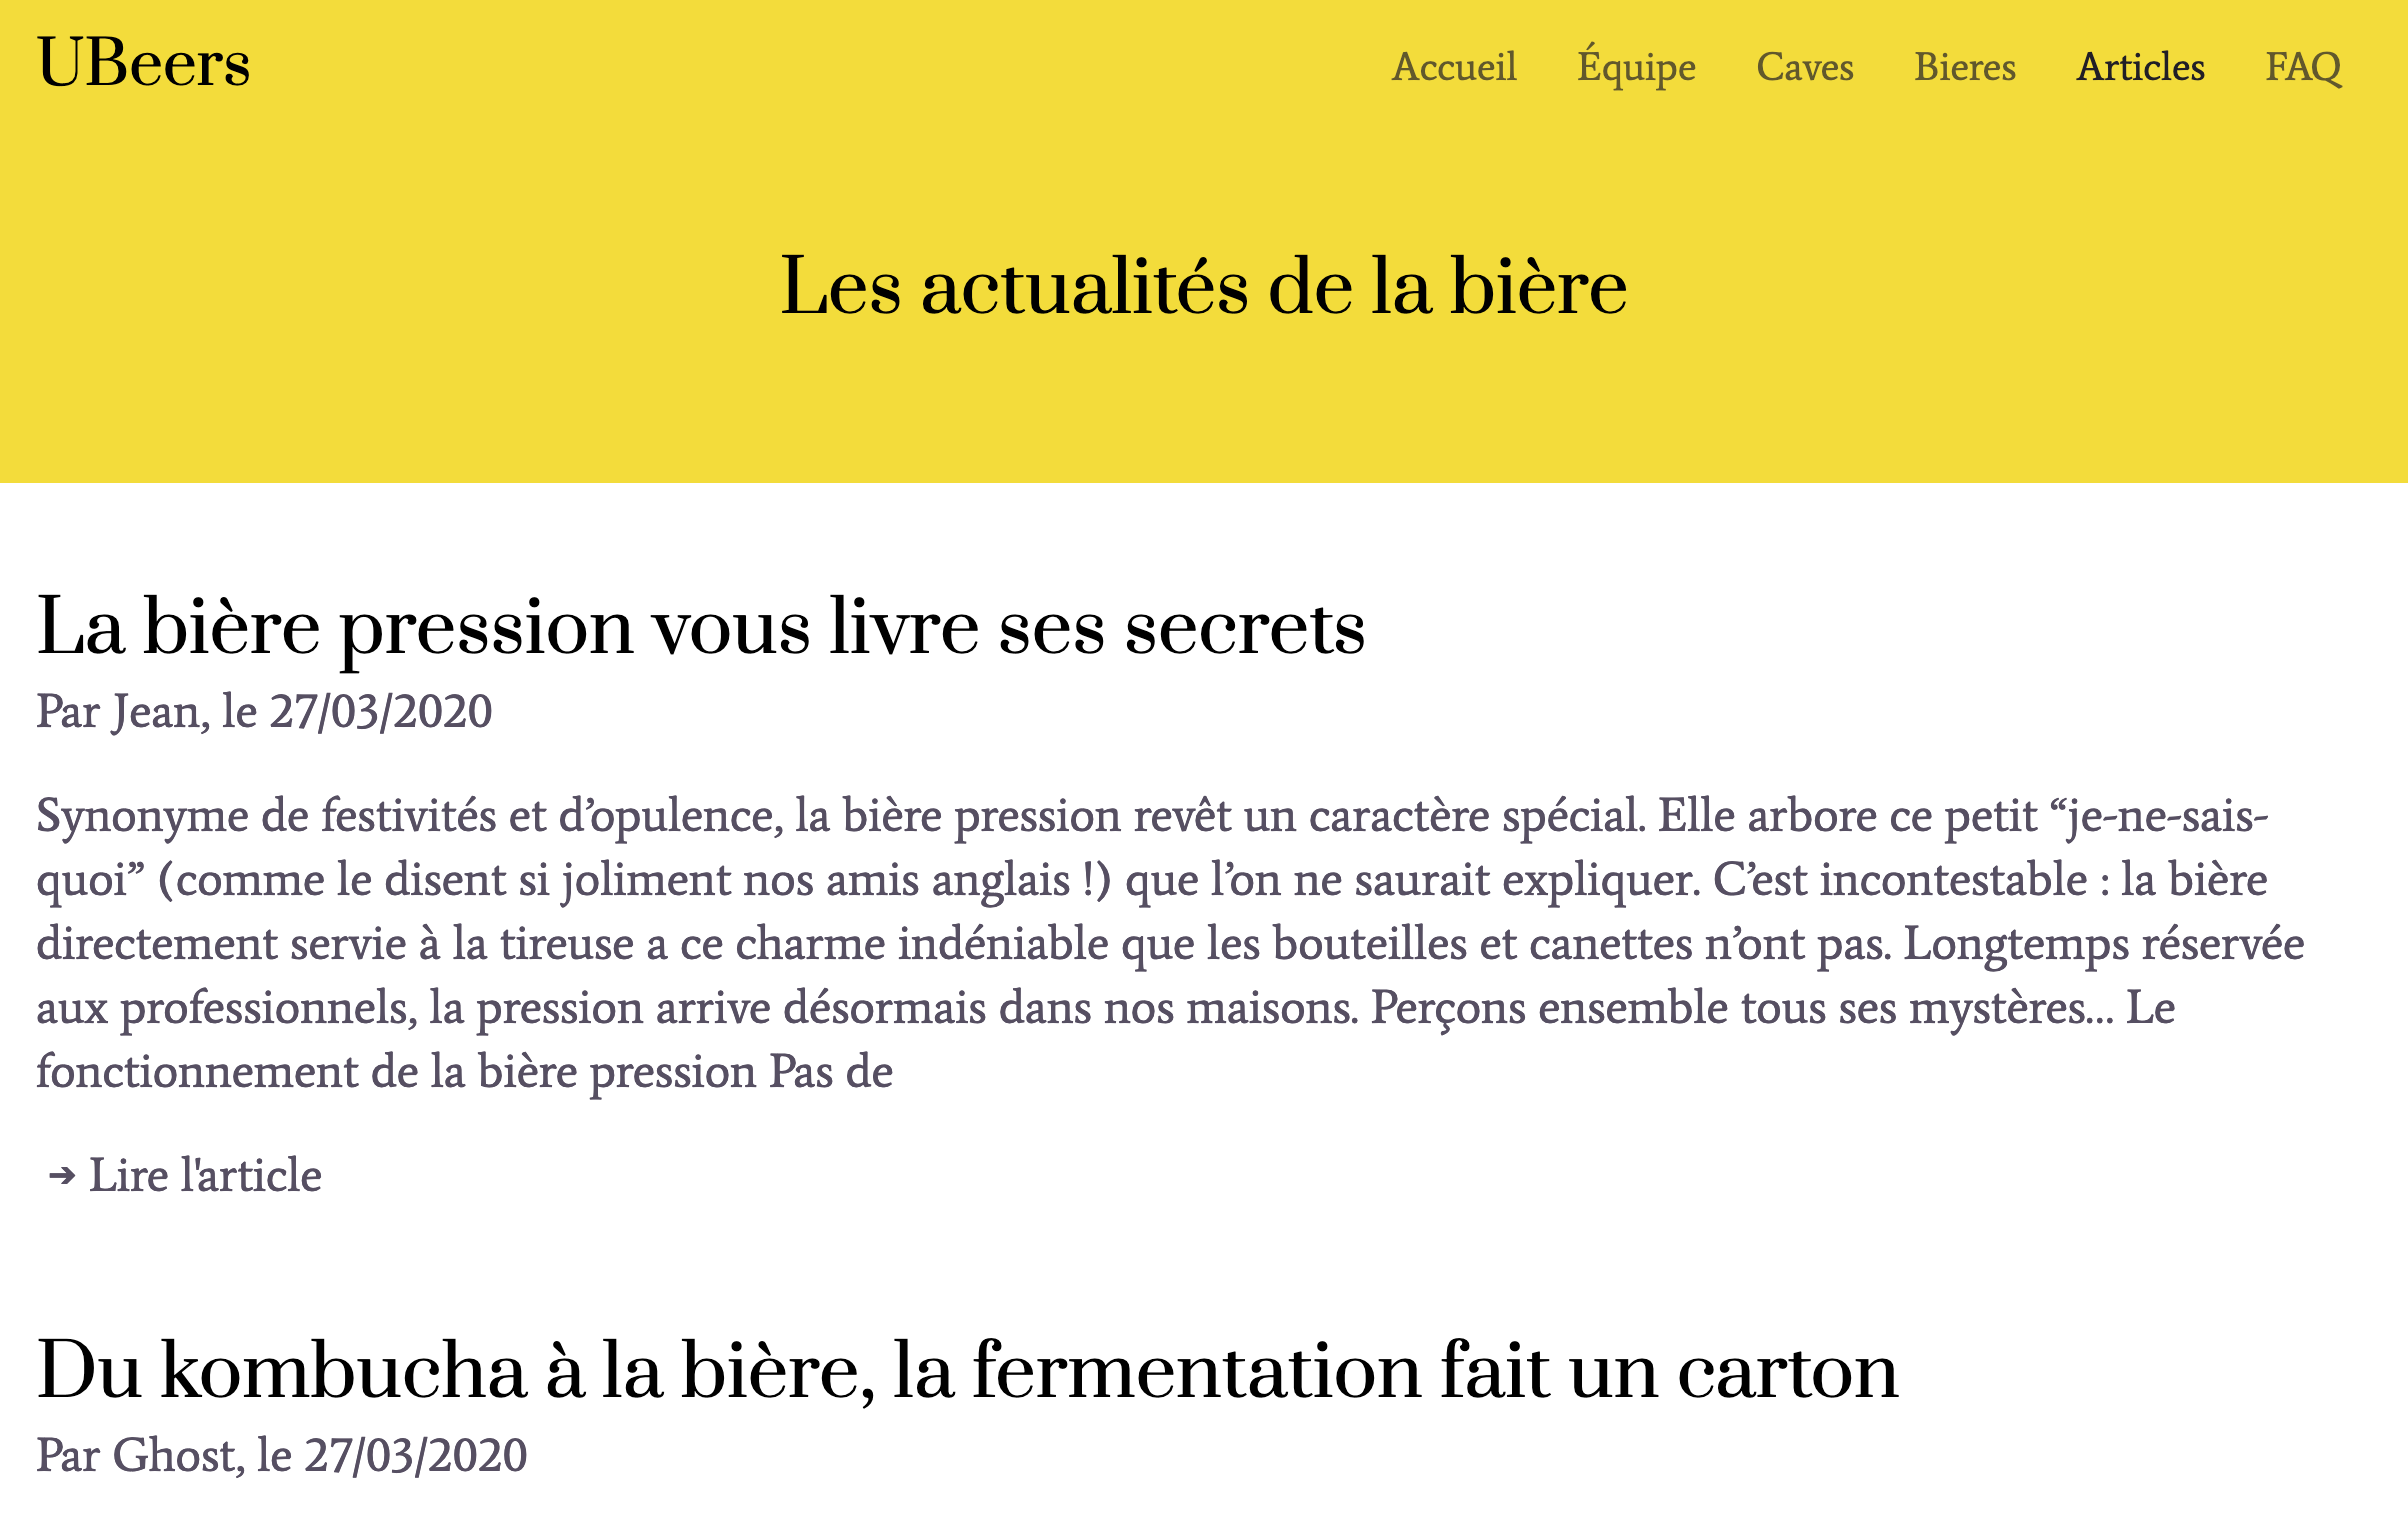 UBeers
Accueil Équipe Caves Bieres Articles FAQ
Les actualités de la bière
La bière pression vous livre ses secrets
Par Jean, le 27/03/2020
Synonyme de festivités et d’opulence, la bière pression revêt un caractère spécial. Elle arbore ce petit “je-ne-sais-
quoi” (comme le disent si joliment nos amis anglais !) que l’on ne saurait expliquer. C’est incontestable : la bière
directement servie à la tireuse a ce charme indéniable que les bouteilles et canettes n’ont pas. Longtemps réservée
aux professionnels, la pression arrive désormais dans nos maisons. Perçons ensemble tous ses mystères... Le
fonctionnement de la bière pression Pas de
➔ Lire l'article
Du kombucha à la bière, la fermentation fait un carton
Par Ghost, le 27/03/2020